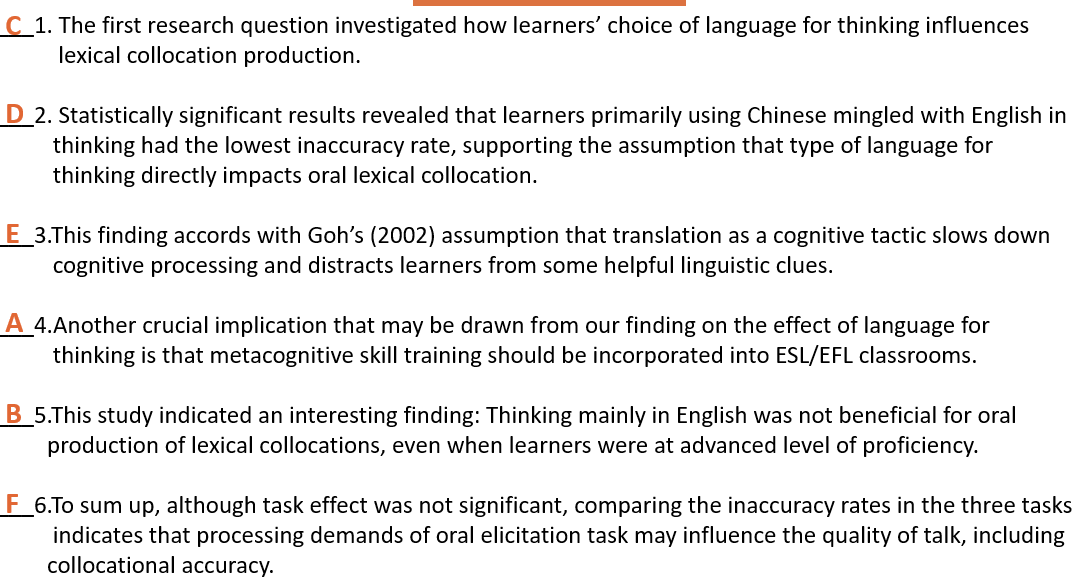 C 1. The first research question investigated how learners’ choice of language for thinking influences
lexical collocation production.
D 2. Statistically significant results revealed that learners primarily using Chinese mingled with English in
thinking had the lowest inaccuracy rate, supporting the assumption that type of language for
thinking directly impacts oral lexical collocation.
E 3.This finding accords with Goh’s (2002) assumption that translation as a cognitive tactic slows down
cognitive processing and distracts learners from some helpful linguistic clues.
A 4.Another crucial implication that may be drawn from our finding on the effect of language for
thinking is that metacognitive skill training should be incorporated into ESL/EFL classrooms.
B 5.This study indicated an interesting finding: Thinking mainly in English was not beneficial for oral
production of lexical collocations, even when learners were at advanced level of proficiency.
F 6.To sum up, although task effect was not significant, comparing the inaccuracy rates in the three tasks
indicates that processing demands of oral elicitation task may influence the quality of talk, including
collocational accuracy.